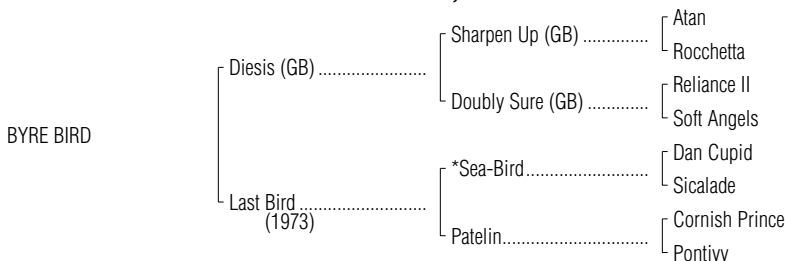 Atan
Sharpen Up (GB) ..............
Rocchetta
Diesis (GB) .......................
Reliance II
Doubly Sure (GB) .............
Soft Angels
BYRE BIRD
Dan Cupid
*Sea-Bird..........................
Sicalade
Last Bird ...........................
(1973)
Cornish Prince
Patelin...............................
Pontivy